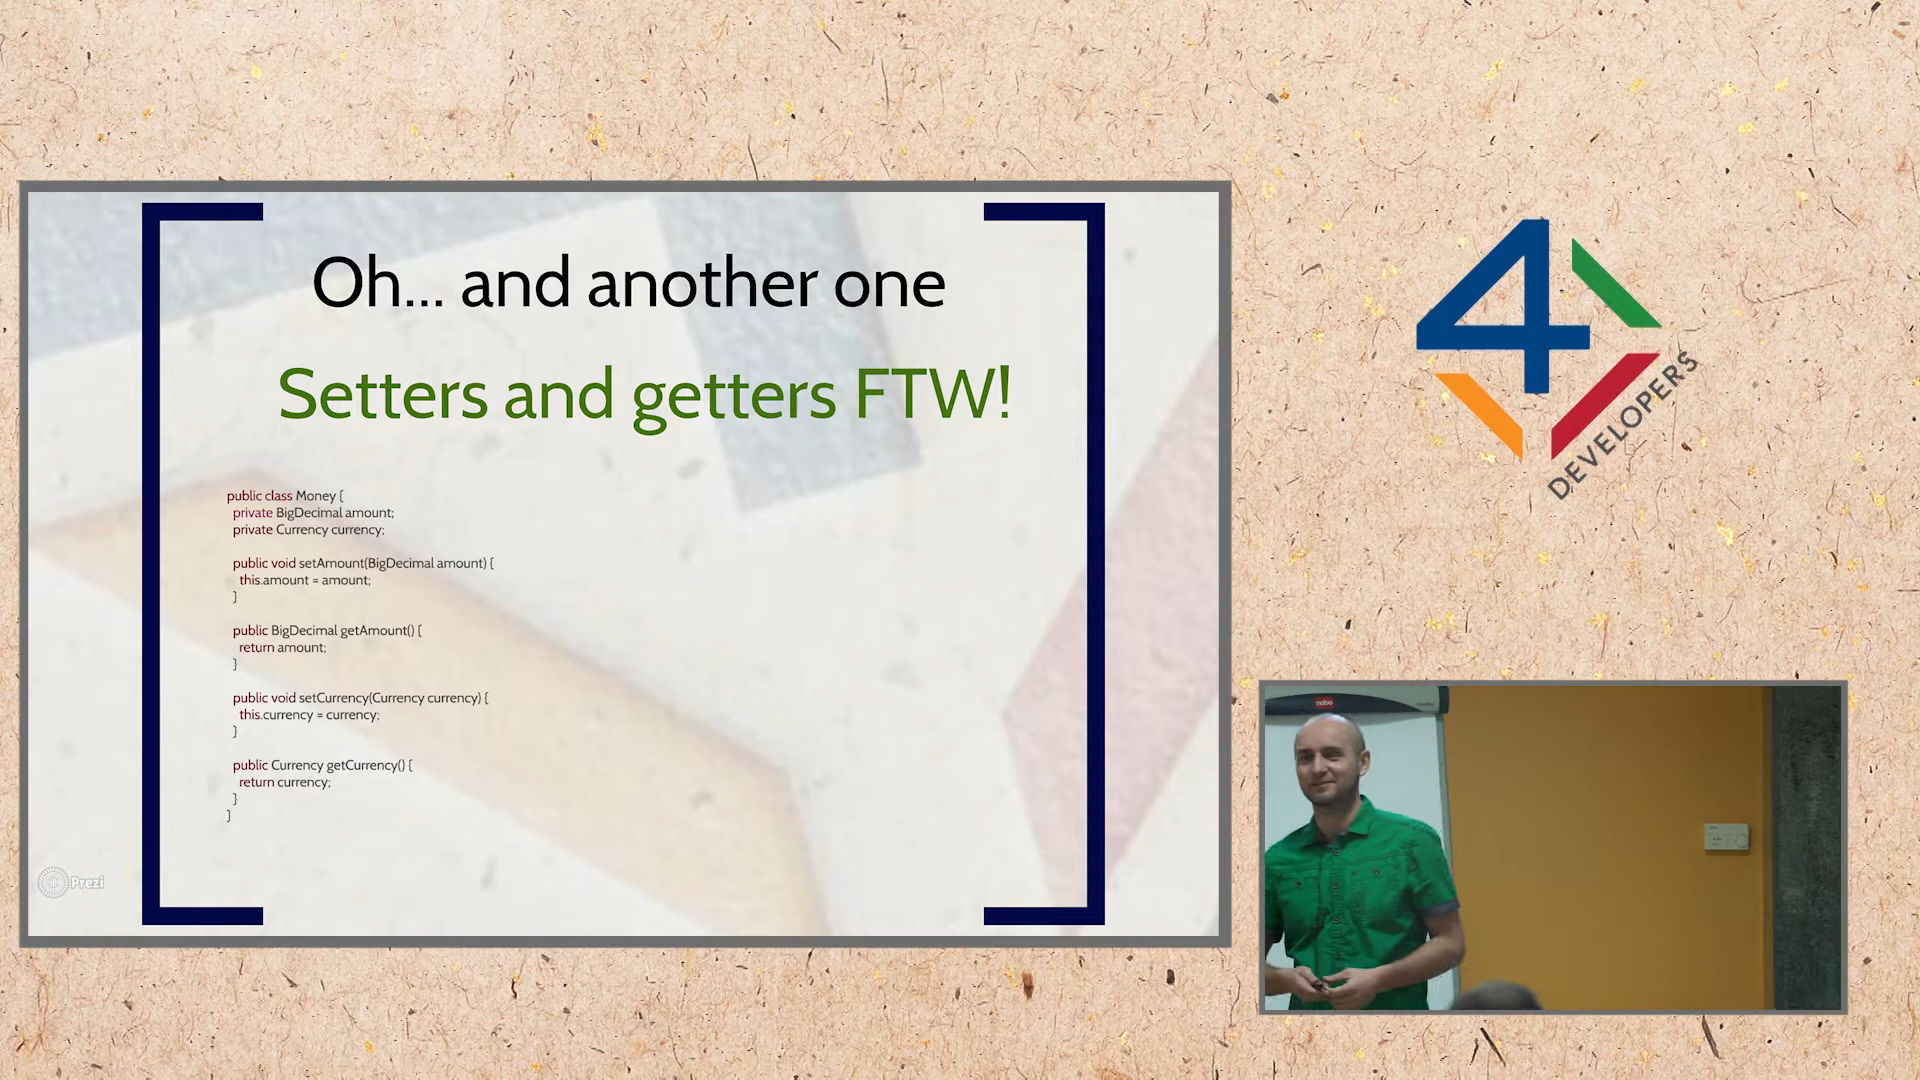 Oh... and another one
Setters and getters FTW!
public class Money {
private BigDecimal amount;
private Currency currency;
public void setAmount(BigDecimal amount) {
this.amount = amount;
}
public BigDecimal getAmount() {
return amount;
}
public void setCurrency(Currency currency) {
this.currency = currency;
}
public Currency getCurrency() {
return currency;
}
}
Prezi
4
DEVELOPERS
nobo